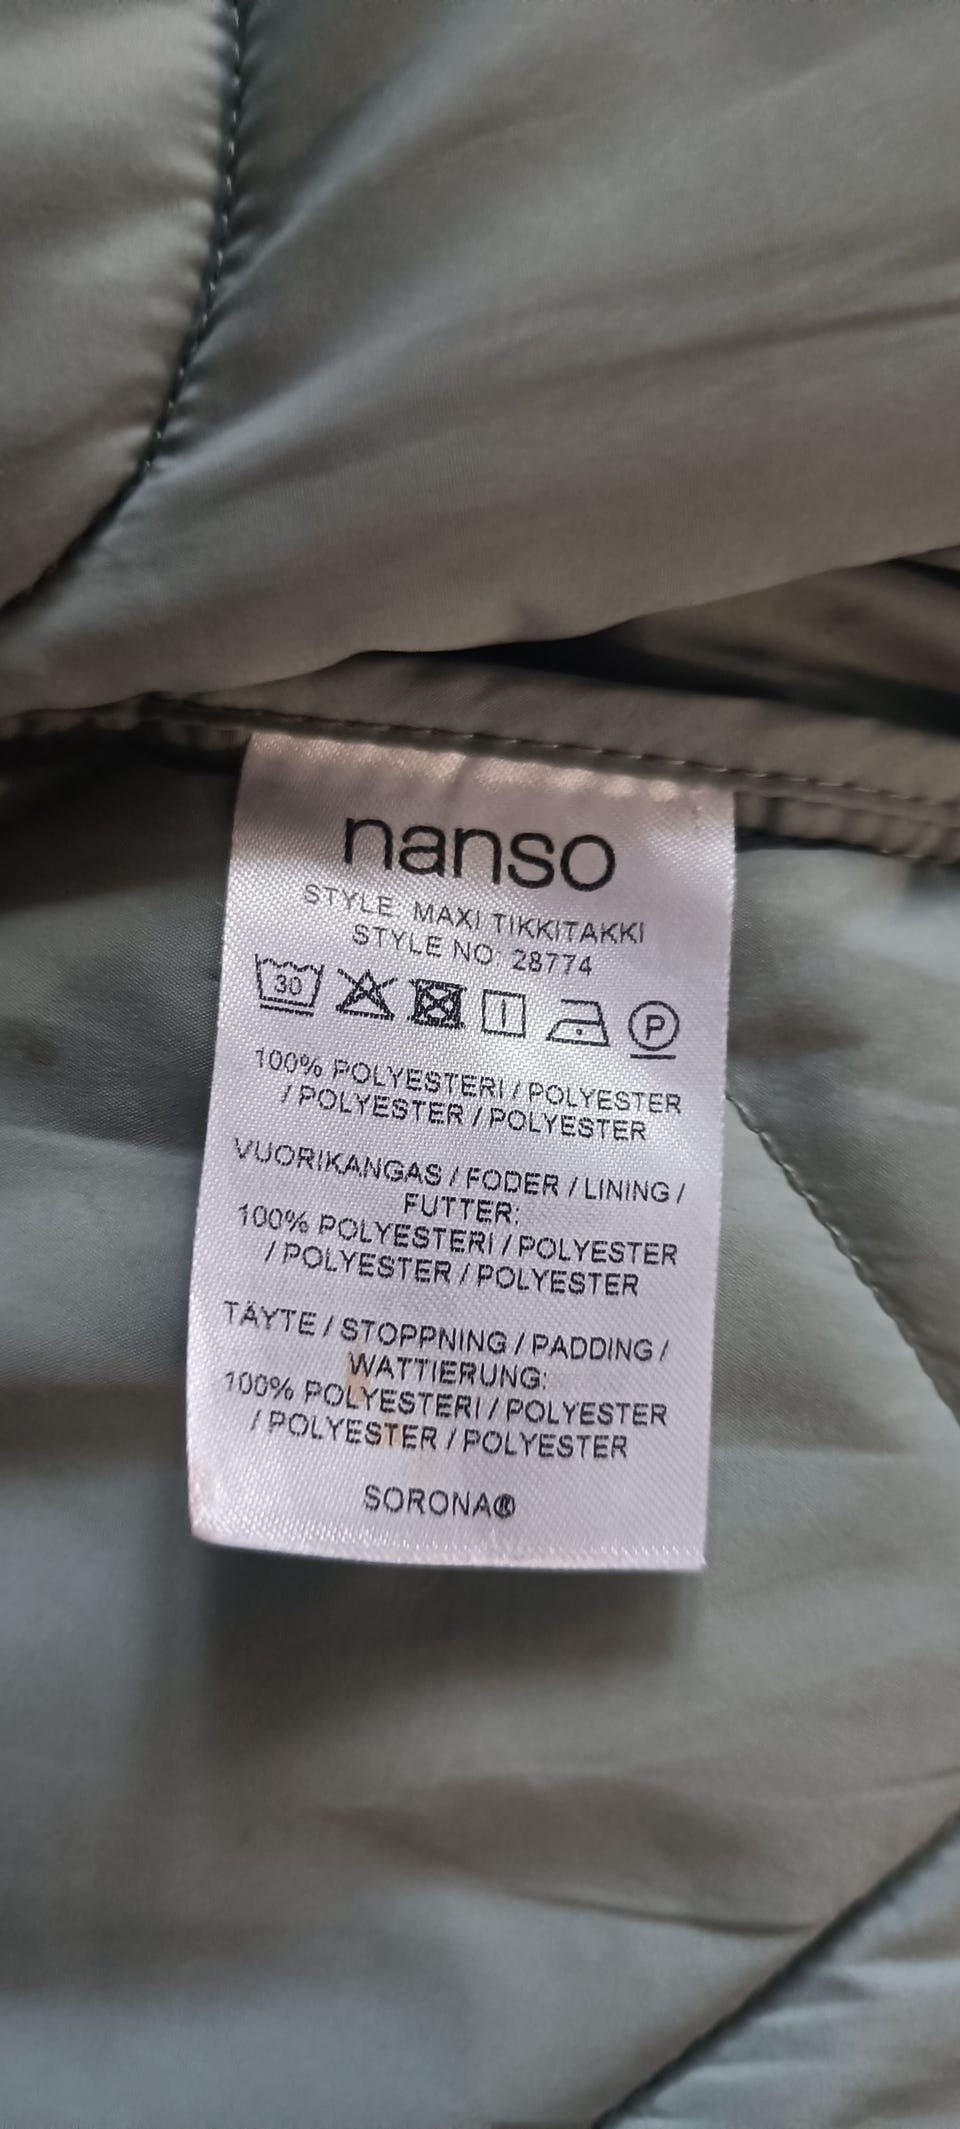 nanso
STYLE: MAXI TIKKITAKKI
STYLE NO: 28774
30 P
100% POLYESTERI / POLYESTER
/ POLYESTER / POLYESTER
VUORIKANGAS / FODER / LINING /
FUTTER:
100% POLYESTERI / POLYESTER
/ POLYESTER / POLYESTER
TÄYTE / STOPPNING / PADDING /
WATTIERUNG:
100% POLYESTERI / POLYESTER
/ POLYESTER / POLYESTER
SORONA®